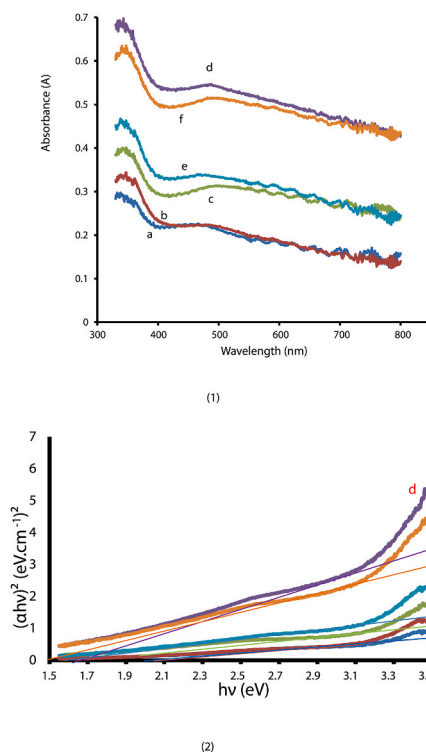 0.7
0.6
0.5
0.4
0.3
0.2
0.1
0
Absorbance (A)
d
f
e
c
b
a
300 400 500 600 700 800
Wavelength (nm)
(1)
7
6
5
4
3
2
1
0
(αhν)² (eV.cm⁻¹)²
d
1.5 1.7 1.9 2.1 2.3 2.5 2.7 2.9 3.1 3.3
hν (eV)
(2)